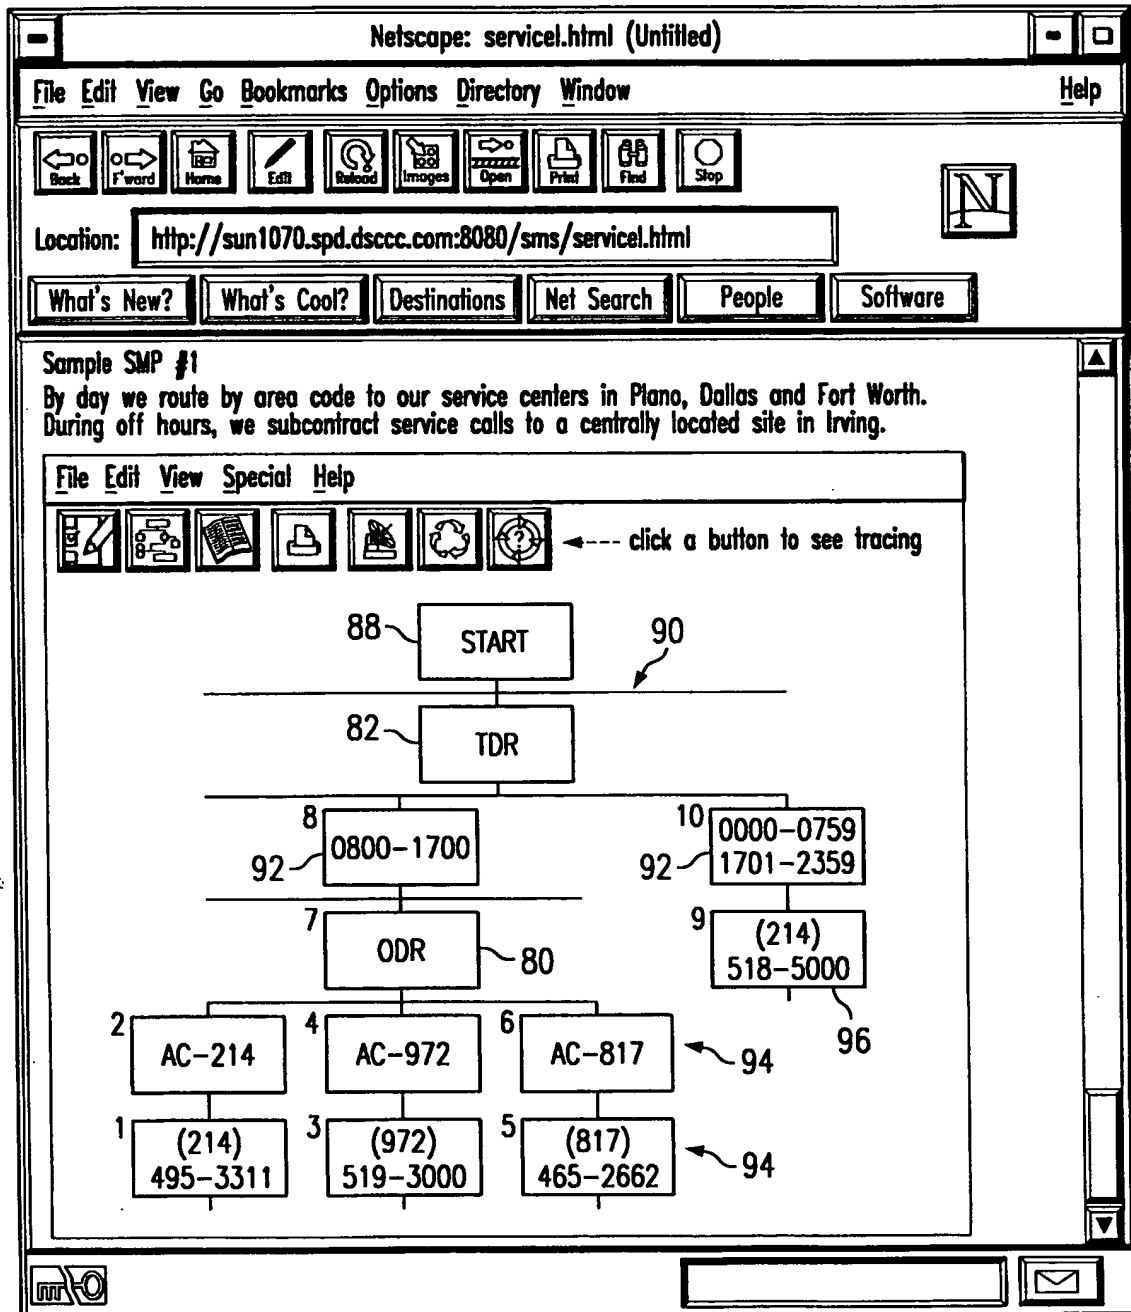 Netscape: servicel.html (Untitled)
File Edit View Go Bookmarks Options Directory Window Help
Back F'word Home Edit Reload Images Open Print Find Stop
N
Location: http://sun1070.spd.dsccc.com:8080/sms/servicel.html
What's New? What's Cool? Destinations Net Search People Software
Sample SMP #1
By day we route by area code to our service centers in Plano, Dallas and Fort Worth.
During off hours, we subcontract service calls to a centrally located site in Irving.
File Edit View Special Help
? click a button to see tracing
88 START 90
82 TDR
8 0800-1700 92
10 0000-0759
1701-2359 92
7 ODR 80
9 (214)
518-5000 96
2 AC-214 4 AC-972 6 AC-817 94
1 (214) 3 (972) 5 (817) 94
495-3311 519-3000 465-2662